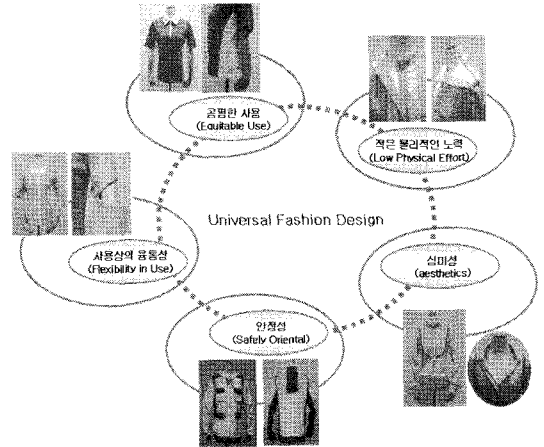 공평한 사용
(Equitable Use)
적은 물리적인 노력
(Low Physical Effort)
Universal Fashion Design
사용상의 융통성
(Flexibility in Use)
심미성
(aesthetics)
안정성
(Safely Oriental)